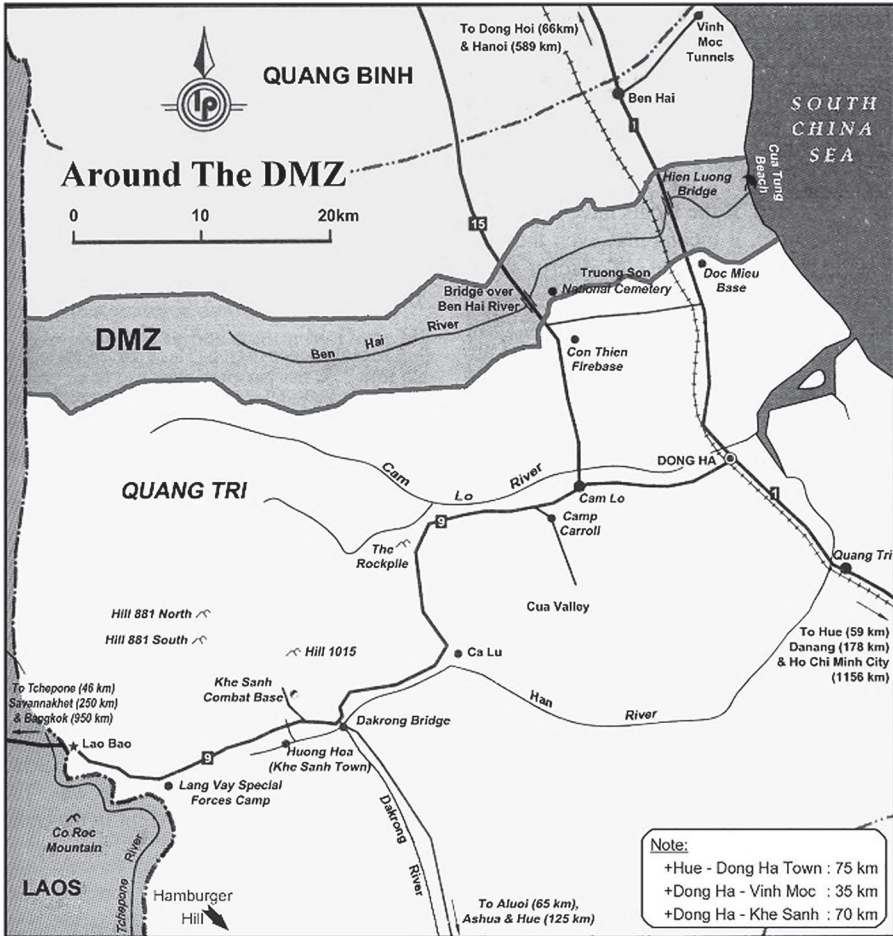 To Dong Hoi (66km)
& Hanoi (589 km)
Vinh
Moc
Tunnels
QUANG BINH
Ben Hai
1
SOUTH
CHINA
SEA
Around The DMZ
0 10 20km
Hien Luong
Bridge
Cua Tung
Beach
15
Truong Son
National Cemetery
Doc Mieu
Base
Bridge over
Ben Hai River
DMZ
Ben Hai River
Con Thien
Firebase
DONG HA
QUANG TRI
Cam Lo River
Cam Lo
1
9
Camp
Carroll
The
Rockpile
Quang Tri
Cua Valley
Hill 881 North
Hill 881 South
Hill 1015
Ca Lu
To Hue (59 km)
Danang (178 km)
& Ho Chi Minh City
(1156 km)
Khe Sanh
Combat Base
To Tchepone (46 km)
Savannakhet (250 km)
& Bangkok (950 km)
Han River
Dakrong Bridge
Lao Bao
9
Huong Hoa
(Khe Sanh Town)
Lang Vay Special
Forces Camp
Dakrong River
Co Roc
Mountain
Tchepone River
LAOS
Hamburger
Hill
To Aluoi (65 km),
Ashua & Hue (125 km)
Note:
+Hue - Dong Ha Town : 75 km
+Dong Ha - Vinh Moc : 35 km
+Dong Ha - Khe Sanh : 70 km